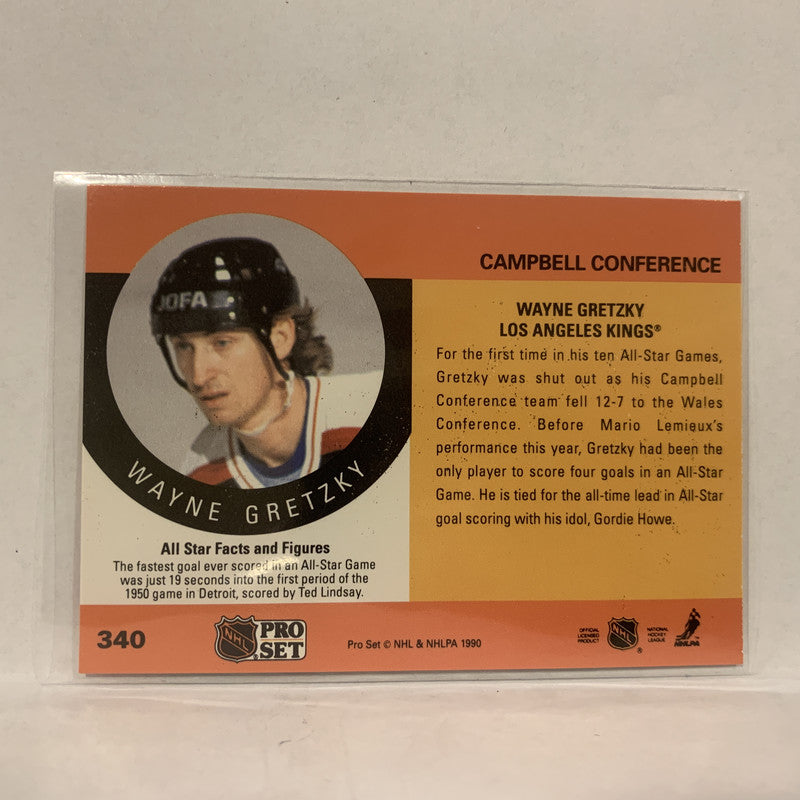 CAMPBELL CONFERENCE
JOFA
WAYNE GRETZKY
WAYNE GRETZKY
LOS ANGELES KINGS®
For the first time in his ten All-Star Games,
Gretzky was shut out as his Campbell
Conference team fell 12-7 to the Wales
Conference. Before Mario Lemieux's
performance this year, Gretzky had been the
only player to score four goals in an All-Star
Game. He is tied for the all-time lead in All-Star
goal scoring with his idol, Gordie Howe.
All Star Facts and Figures
The fastest goal ever scored in an All-Star Game
was just 19 seconds into the first period of the
1950 game in Detroit, scored by Ted Lindsay.
340
NHL
PRO
SET
Pro Set © NHL & NHLPA 1990
OFFICIAL
LICENSED
PRODUCT
NHL
®
NATIONAL
HOCKEY
LEAGUE
NHLPA